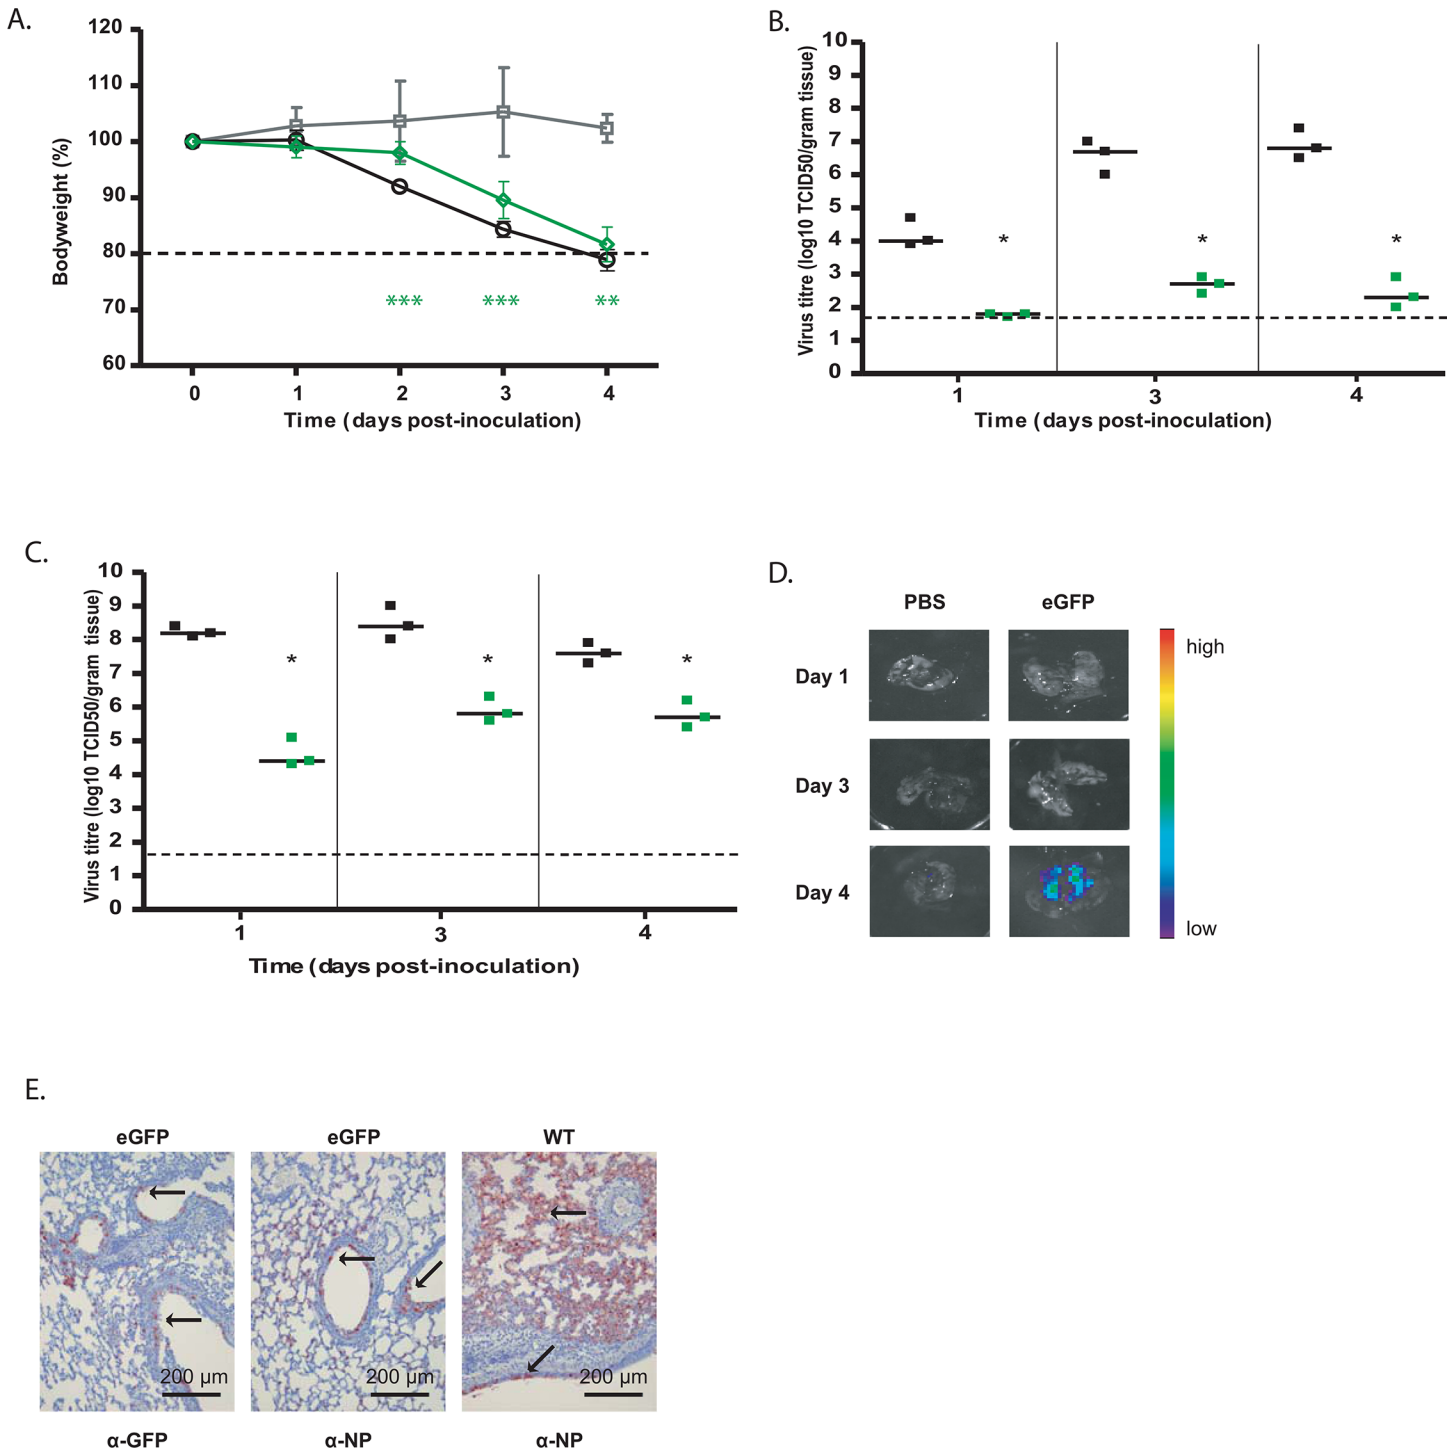 A.
120
110
100
90
80
70
60
Bodyweight (%)
*** *** **
0 1 2 3 4
Time (days post-inoculation)
B.
10
9
8
7
6
5
4
3
2
1
0
Virus titre (log10 TCID50/gram tissue)
* * *
1 3 4
Time (days post-inoculation)
C.
10
9
8
7
6
5
4
3
2
1
0
Virus titre (log10 TCID50/gram tissue)
* * *
1 3 4
Time (days post-inoculation)
D.
PBS eGFP
Day 1
Day 3
Day 4
high
low
E.
eGFP eGFP WT
200 µm 200 µm 200 µm
α-GFP α-NP α-NP